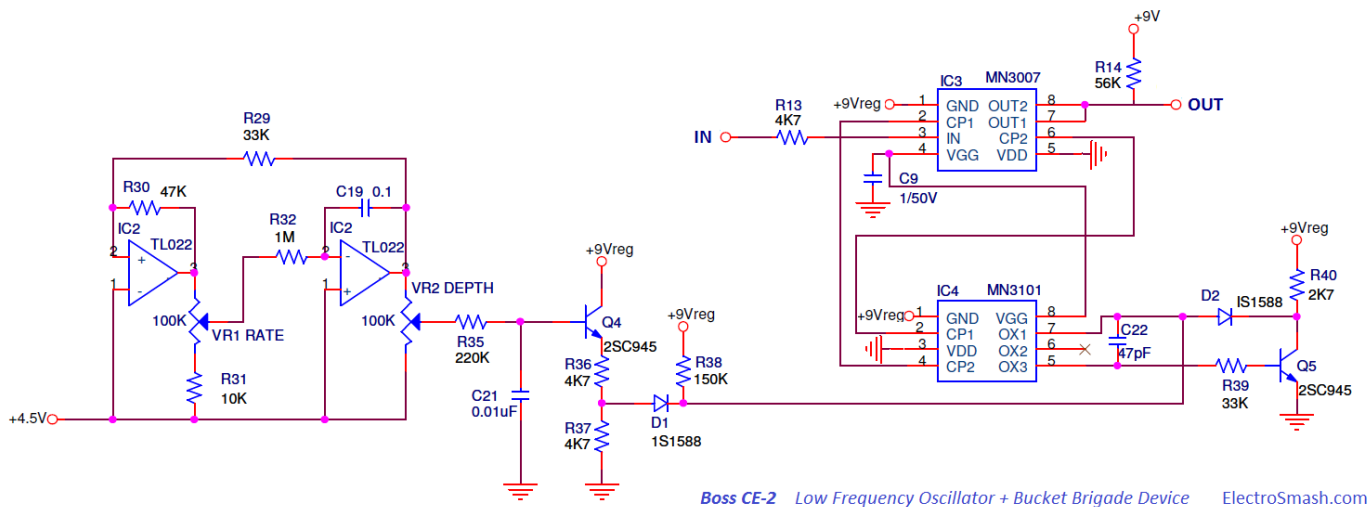 R29
33K
R30 47K
IC2
TL022
2
1
3
+
-
100K
VR1 RATE
R31
10K
+4.5V
C19 0.1
R32
1M
IC2
TL022
2
1
3
-
+
VR2 DEPTH
100K
R35
220K
C21
0.01uF
+9Vreg
Q4
2SC945
R36
4K7
R37
4K7
+9Vreg
R38
150K
D1
1S1588
IN
R13
4K7
IC3 MN3007
+9Vreg
1 GND OUT2 8
2 CP1 OUT1 7
3 IN CP2 6
4 VGG VDD 5
C9
1/50V
+9V
R14
56K
OUT
IC4 MN3101
+9Vreg
1 GND VGG 8
2 CP1 OX1 7
3 VDD OX2 6
4 CP2 OX3 5
C22
47pF
D2 IS1588
+9Vreg
R40
2K7
R39
33K
Q5
2SC945
Boss CE-2 Low Frequency Oscillator + Bucket Brigade Device ElectroSmash.com